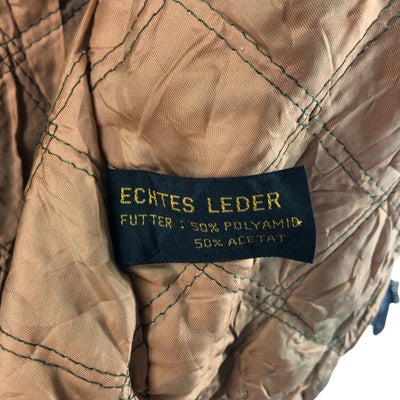 ECHTES LEDER
FUTTER : 50% POLYAMID
50% ACETAT